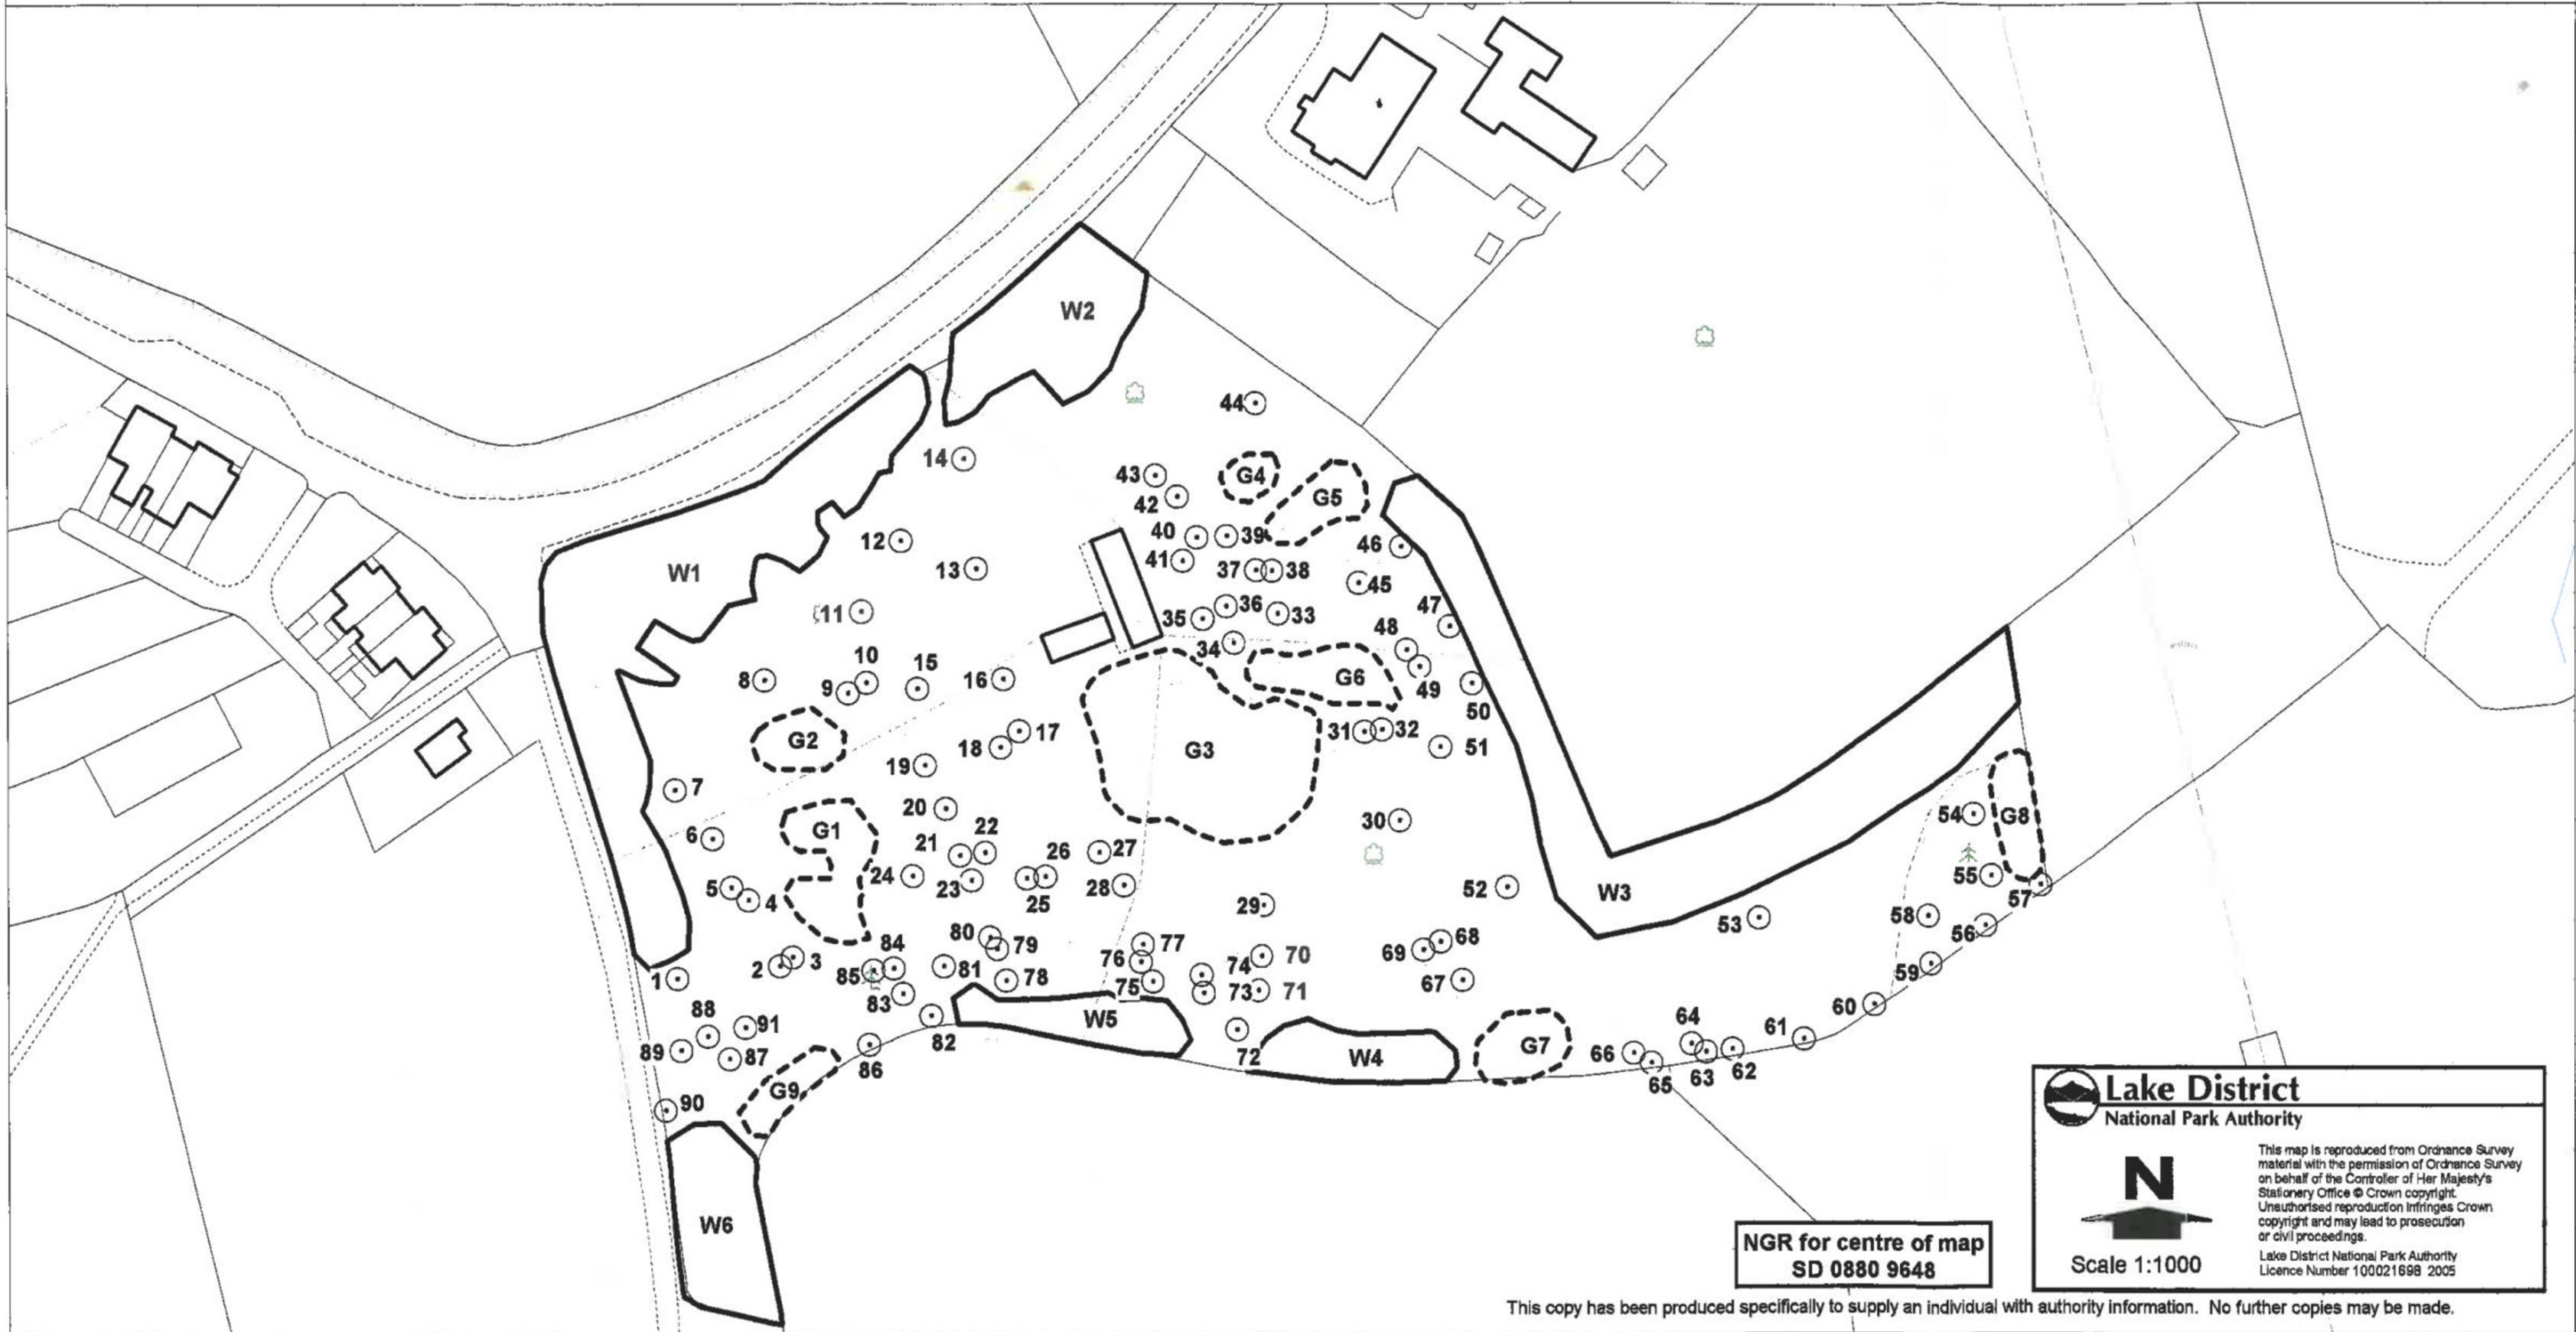 W2
44
14
43
G4
G5
42
40
39
12
46
41
W1
13
37
38
45
11
36
47
35
33
48
10
15
34
8
9
16
G6
49
50
G2
17
31
32
18
G3
51
19
7
20
54
G8
G1
30
6
22
21
26
27
24
23
28
55
5
52
W3
4
25
29
57
58
53
56
80
84
77
68
79
69
2
3
76
74
70
85
81
59
1
78
75
67
83
73
71
88
60
W5
64
91
61
G7
82
89
87
72
W4
66
86
65
63
62
G9
90
W6
Lake District
National Park Authority
This map is reproduced from Ordnance Survey
material with the permission of Ordnance Survey
on behalf of the Controller of Her Majesty's
Stationery Office © Crown copyright.
Unauthorised reproduction infringes Crown
copyright and may lead to prosecution
or civil proceedings.
N
Scale 1:1000
Lake District National Park Authority
Licence Number 100021698 2005
NGR for centre of map
SD 0880 9648
This copy has been produced specifically to supply an individual with authority information. No further copies may be made.